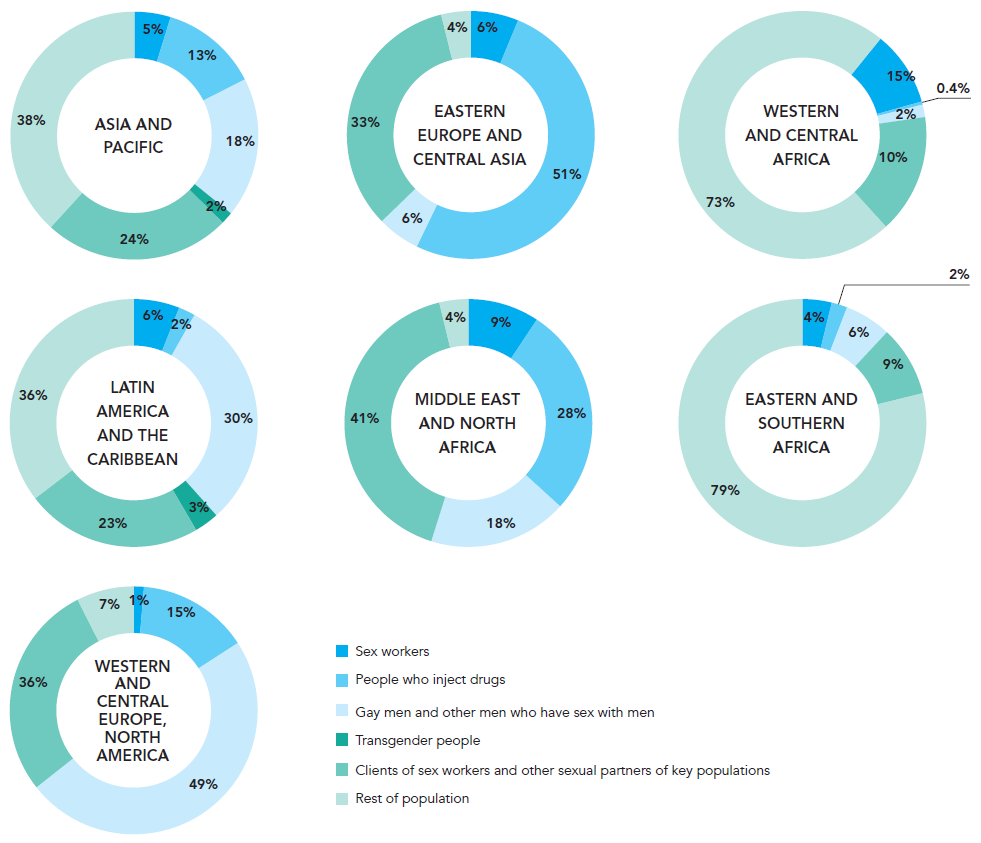 5%
13%
18%
2%
24%
38%
ASIA AND
PACIFIC
4%
6%
51%
6%
33%
EASTERN
EUROPE AND
CENTRAL ASIA
15%
0.4%
2%
10%
73%
WESTERN
AND CENTRAL
AFRICA
6%
2%
30%
3%
23%
36%
LATIN
AMERICA
AND THE
CARIBBEAN
4%
9%
28%
18%
41%
MIDDLE EAST
AND NORTH
AFRICA
4%
2%
6%
9%
79%
EASTERN AND
SOUTHERN
AFRICA
7%
1%
15%
49%
36%
WESTERN
AND
CENTRAL
EUROPE,
NORTH
AMERICA
Sex workers
People who inject drugs
Gay men and other men who have sex with men
Transgender people
Clients of sex workers and other sexual partners of key populations
Rest of population